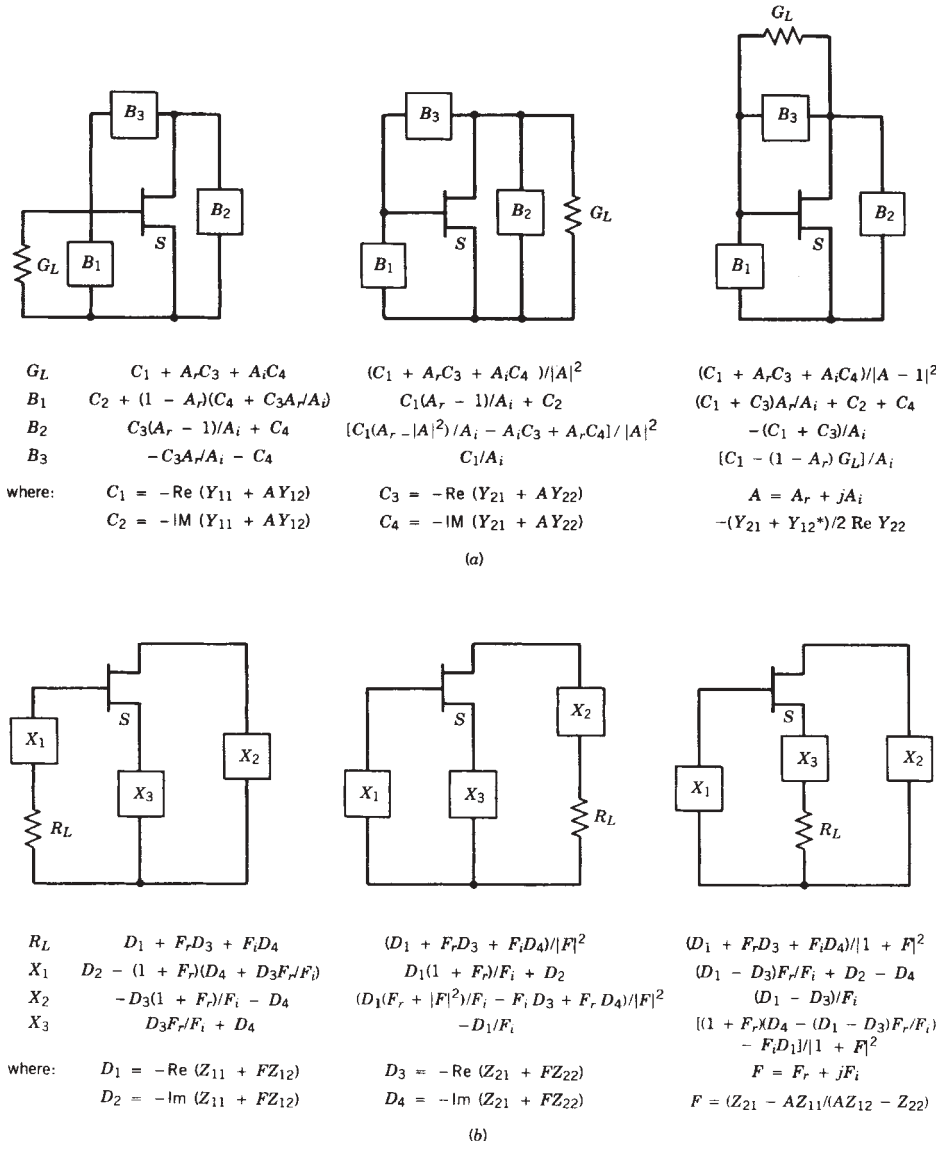 G_L
B_3
B_3
B_3
B_2
B_2
B_2
G_L
G_L
S
S
S
B_1
B_1
B_1
G_L C_1 + A_rC_3 + A_iC_4 (C_1 + A_rC_3 + A_iC_4 )/|A|^2 (C_1 + A_rC_3 + A_iC_4)/|A − 1|^2
B_1 C_2 + (1 − A_r)(C_4 + C_3A_r/A_i) C_1(A_r − 1)/A_i + C_2 (C_1 + C_3)A_r/A_i + C_2 + C_4
B_2 C_3(A_r − 1)/A_i + C_4 [C_1(A_r − |A|^2)/A_i − A_iC_3 + A_rC_4]/|A|^2 −(C_1 + C_3)/A_i
B_3 −C_3A_r/A_i − C_4 C_1/A_i [C_1 − (1 − A_r) G_L]/A_i
where: C_1 = −Re (Y_11 + AY_12) C_3 = −Re (Y_21 + AY_22) A = A_r + jA_i
C_2 = −IM (Y_11 + AY_12) C_4 = −IM (Y_21 + AY_22) −(Y_21 + Y_12*)/2 Re Y_22
(a)
S
S
S
X_1
X_2
X_2
X_3
X_2
X_3
X_1
X_3
X_1
R_L
R_L
R_L
R_L D_1 + F_rD_3 + F_iD_4 (D_1 + F_rD_3 + F_iD_4)/|F|^2 (D_1 + F_rD_3 + F_iD_4)/|1 + F|^2
X_1 D_2 − (1 + F_r)(D_4 + D_3F_r/F_i) D_1(1 + F_r)/F_i + D_2 (D_1 − D_3)F_r/F_i + D_2 − D_4
X_2 −D_3(1 + F_r)/F_i − D_4 (D_1(F_r + |F|^2)/F_i − F_iD_3 + F_rD_4)/|F|^2 (D_1 − D_3)/F_i
X_3 D_3F_r/F_i + D_4 −D_1/F_i [(1 + F_r)(D_4 − (D_1 − D_3)F_r/F_i)
− F_iD_1]/|1 + F|^2
where: D_1 = −Re (Z_11 + FZ_12) D_3 = −Re (Z_21 + FZ_22) F = F_r + jF_i
D_2 = −Im (Z_11 + FZ_12) D_4 = −Im (Z_21 + FZ_22) F = (Z_21 − AZ_11/(AZ_12 − Z_22)
(b)